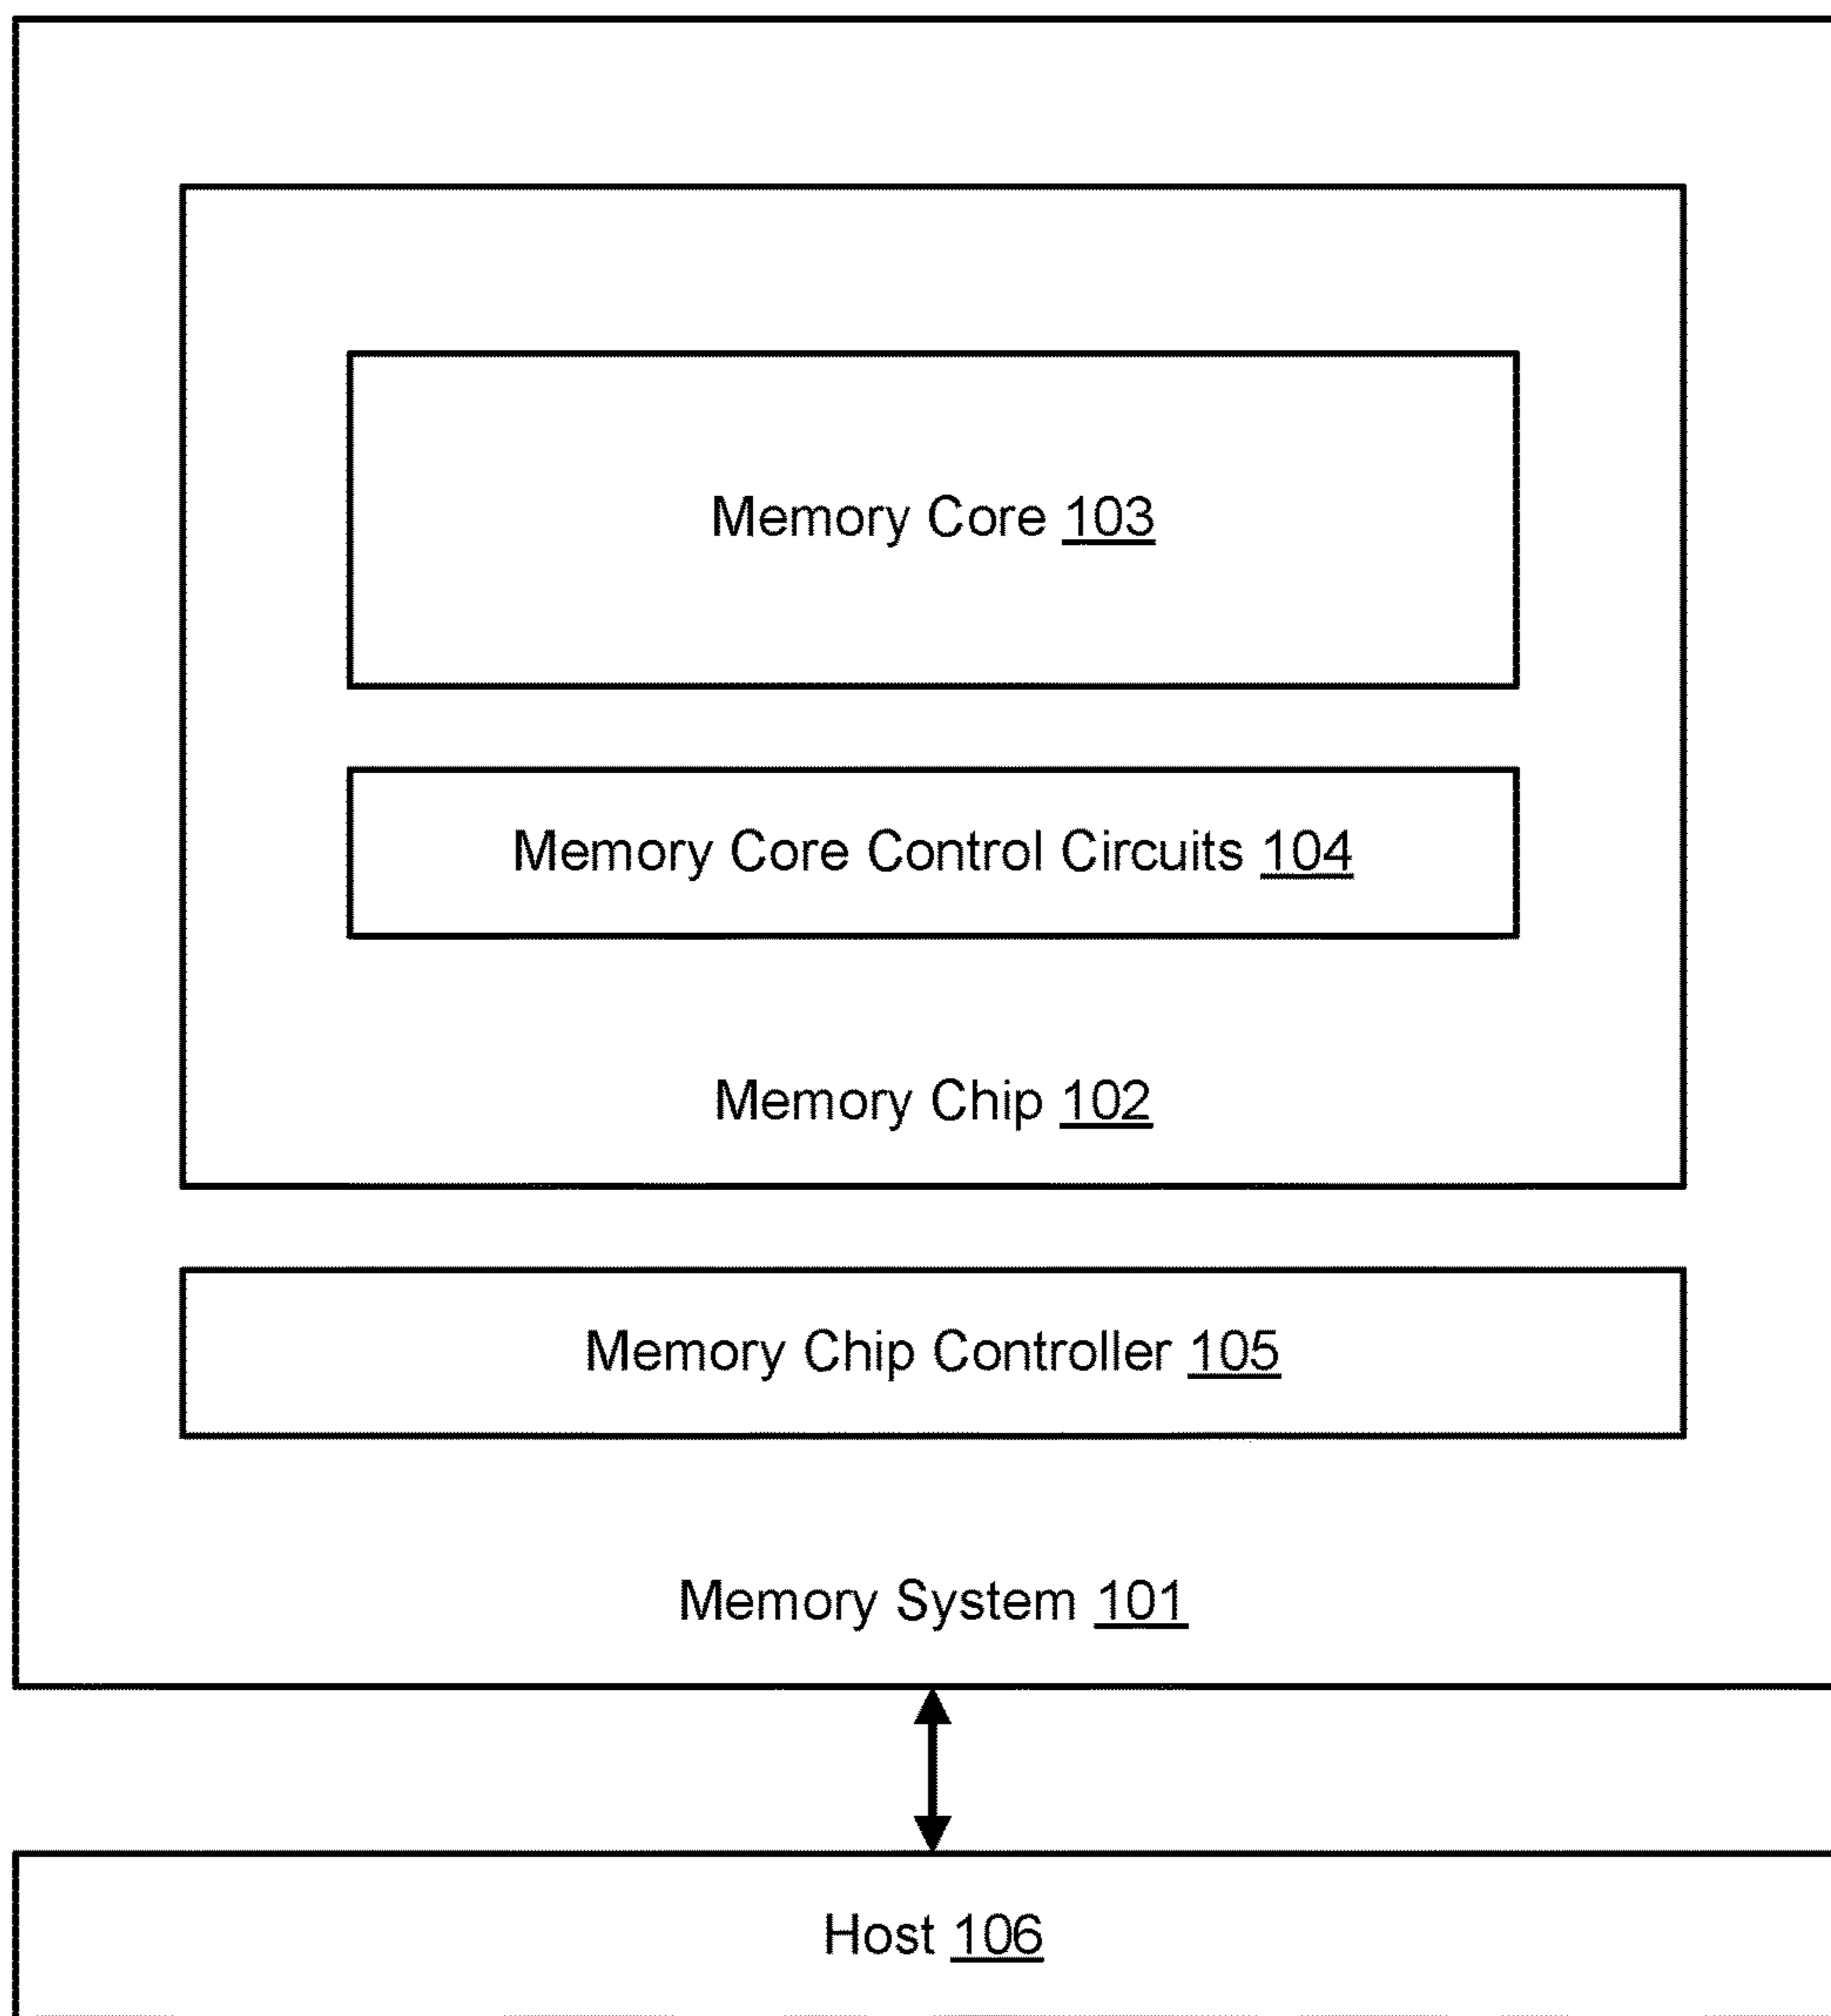 Memory Core 103
Memory Core Control Circuits 104
Memory Chip 102
Memory Chip Controller 105
Memory System 101
Host 106